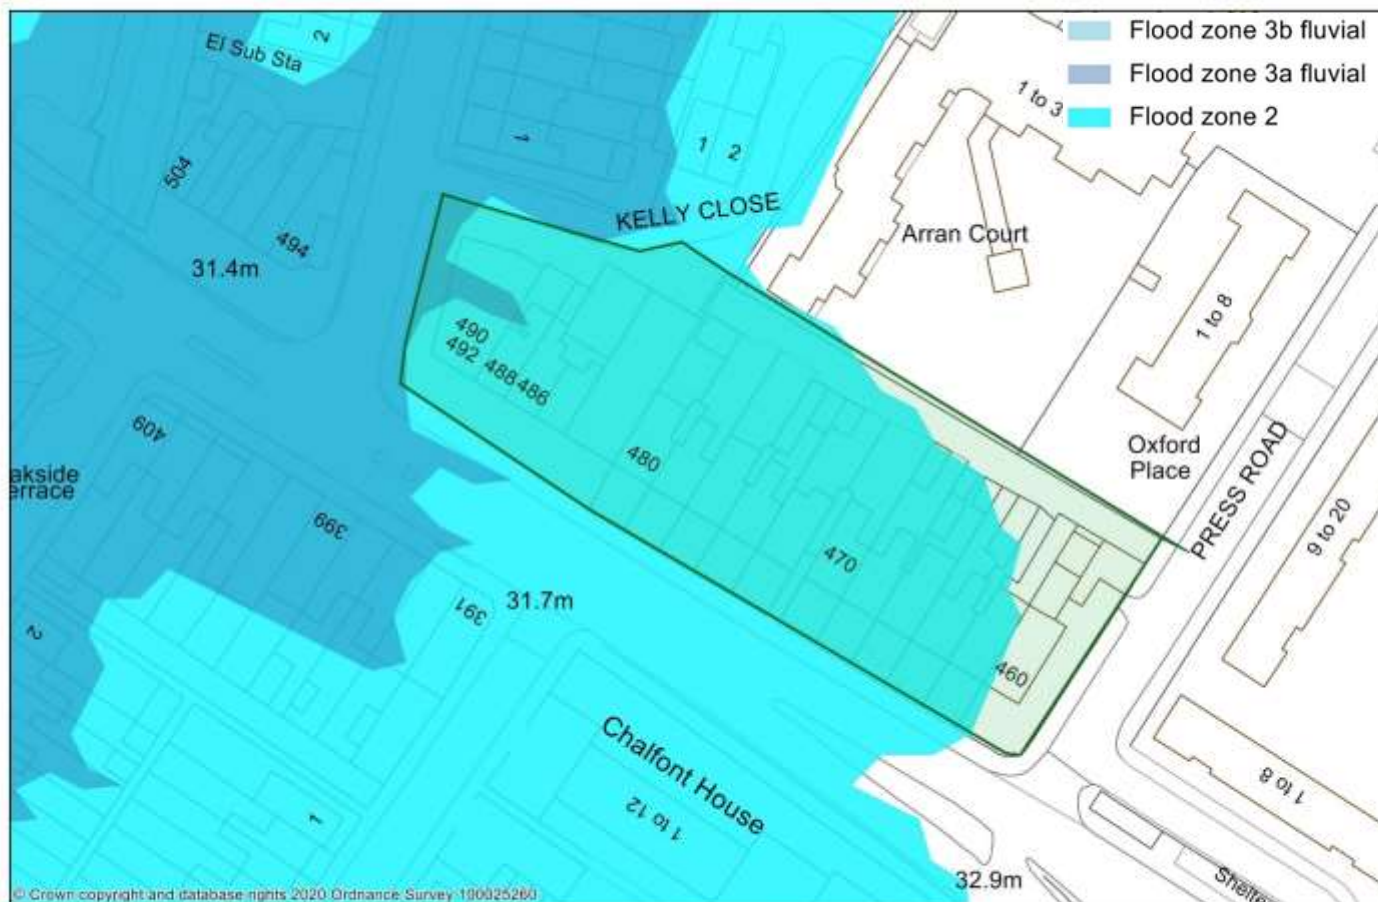 Flood zone 3b fluvial
Flood zone 3a fluvial
Flood zone 2
El Sub Sta
2
1 to 3
504
1
1 2
KELLY CLOSE
494
Arran Court
31.4m
1 to 8
490
492
488
486
409
480
Oxford
Place
PRESS ROAD
akside
errace
399
470
9 to 20
391
31.7m
2
460
Chalfont House
1 to 12
1
1 to 8
32.9m
Shelte
© Crown copyright and database rights 2020 Ordnance Survey 100025260